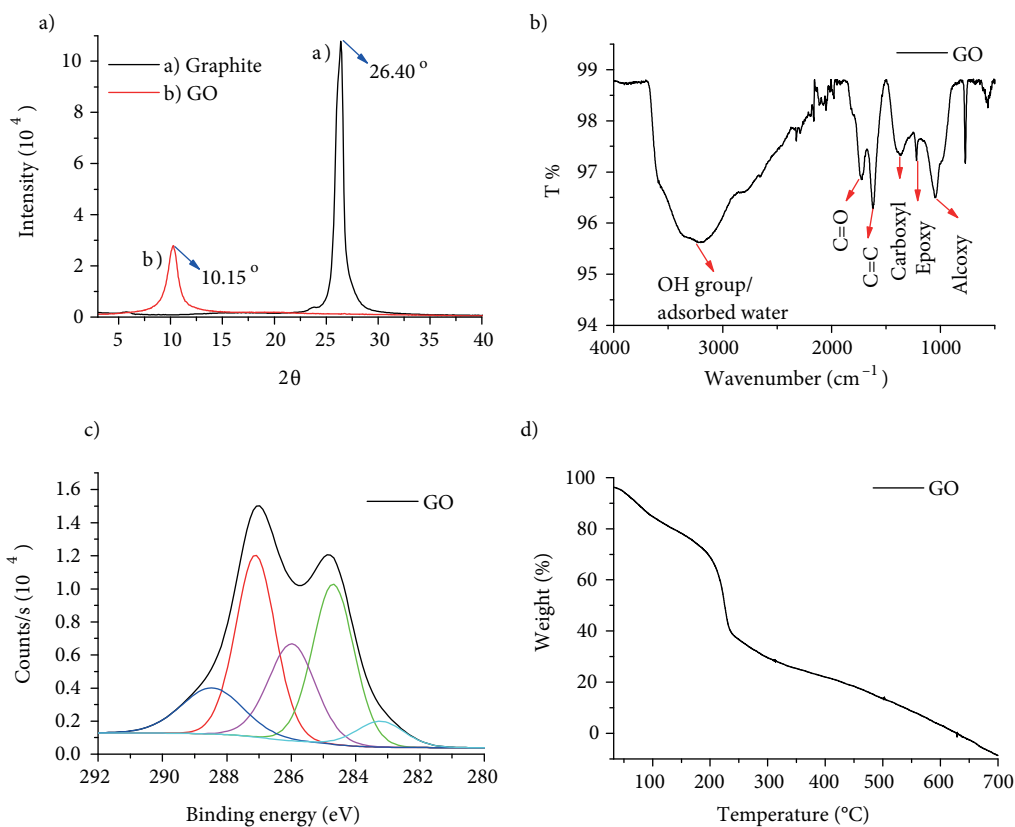 a)
a) Graphite
b) GO
a)
26.40 °
b)
10.15 °
Intensity (10 4)
10
8
6
4
2
0
5 10 15 20 25 30 35 40
2θ
b)
GO
T %
99
98
97
96
95
94
C=O
C=C
Carboxyl
Epoxy
Alcoxy
OH group/
adsorbed water
4000 3000 2000 1000
Wavenumber (cm⁻¹)
c)
GO
Counts/s (10 4)
1.6
1.4
1.2
1.0
0.8
0.6
0.4
0.2
0.0
292 290 288 286 284 282 280
Binding energy (eV)
d)
GO
Weight (%)
100
80
60
40
20
0
100 200 300 400 500 600 700
Temperature (°C)